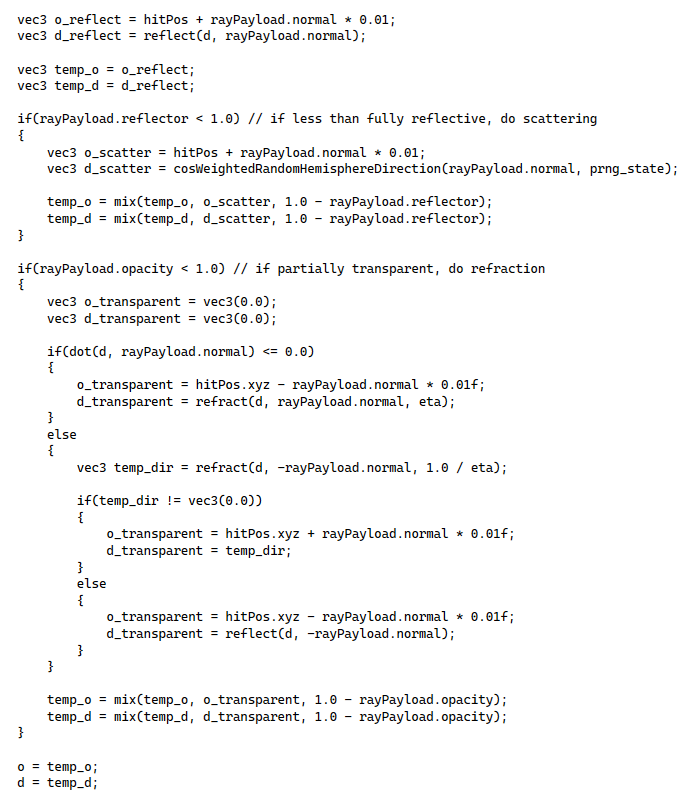 vec3 o_reflect = hitPos + rayPayload.normal * 0.01;
vec3 d_reflect = reflect(d, rayPayload.normal);

vec3 temp_o = o_reflect;
vec3 temp_d = d_reflect;

if(rayPayload.reflector < 1.0) // if less than fully reflective, do scattering
{
    vec3 o_scatter = hitPos + rayPayload.normal * 0.01;
    vec3 d_scatter = cosWeightedRandomHemisphereDirection(rayPayload.normal, prng_state);

    temp_o = mix(temp_o, o_scatter, 1.0 - rayPayload.reflector);
    temp_d = mix(temp_d, d_scatter, 1.0 - rayPayload.reflector);
}

if(rayPayload.opacity < 1.0) // if partially transparent, do refraction
{
    vec3 o_transparent = vec3(0.0);
    vec3 d_transparent = vec3(0.0);

    if(dot(d, rayPayload.normal) <= 0.0)
    {
        o_transparent = hitPos.xyz - rayPayload.normal * 0.01f;
        d_transparent = refract(d, rayPayload.normal, eta);
    }
    else
    {
        vec3 temp_dir = refract(d, -rayPayload.normal, 1.0 / eta);

        if(temp_dir != vec3(0.0))
        {
            o_transparent = hitPos.xyz + rayPayload.normal * 0.01f;
            d_transparent = temp_dir;
        }
        else
        {
            o_transparent = hitPos.xyz - rayPayload.normal * 0.01f;
            d_transparent = reflect(d, -rayPayload.normal);
        }
    }

    temp_o = mix(temp_o, o_transparent, 1.0 - rayPayload.opacity);
    temp_d = mix(temp_d, d_transparent, 1.0 - rayPayload.opacity);
}

o = temp_o;
d = temp_d;